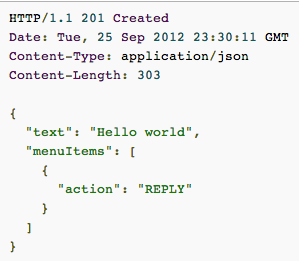 HTTP/1.1 201 Created
Date: Tue, 25 Sep 2012 23:30:11 GMT
Content-Type: application/json
Content-Length: 303

{
  "text": "Hello world",
  "menuItems": [
    {
      "action": "REPLY"
    }
  ]
}